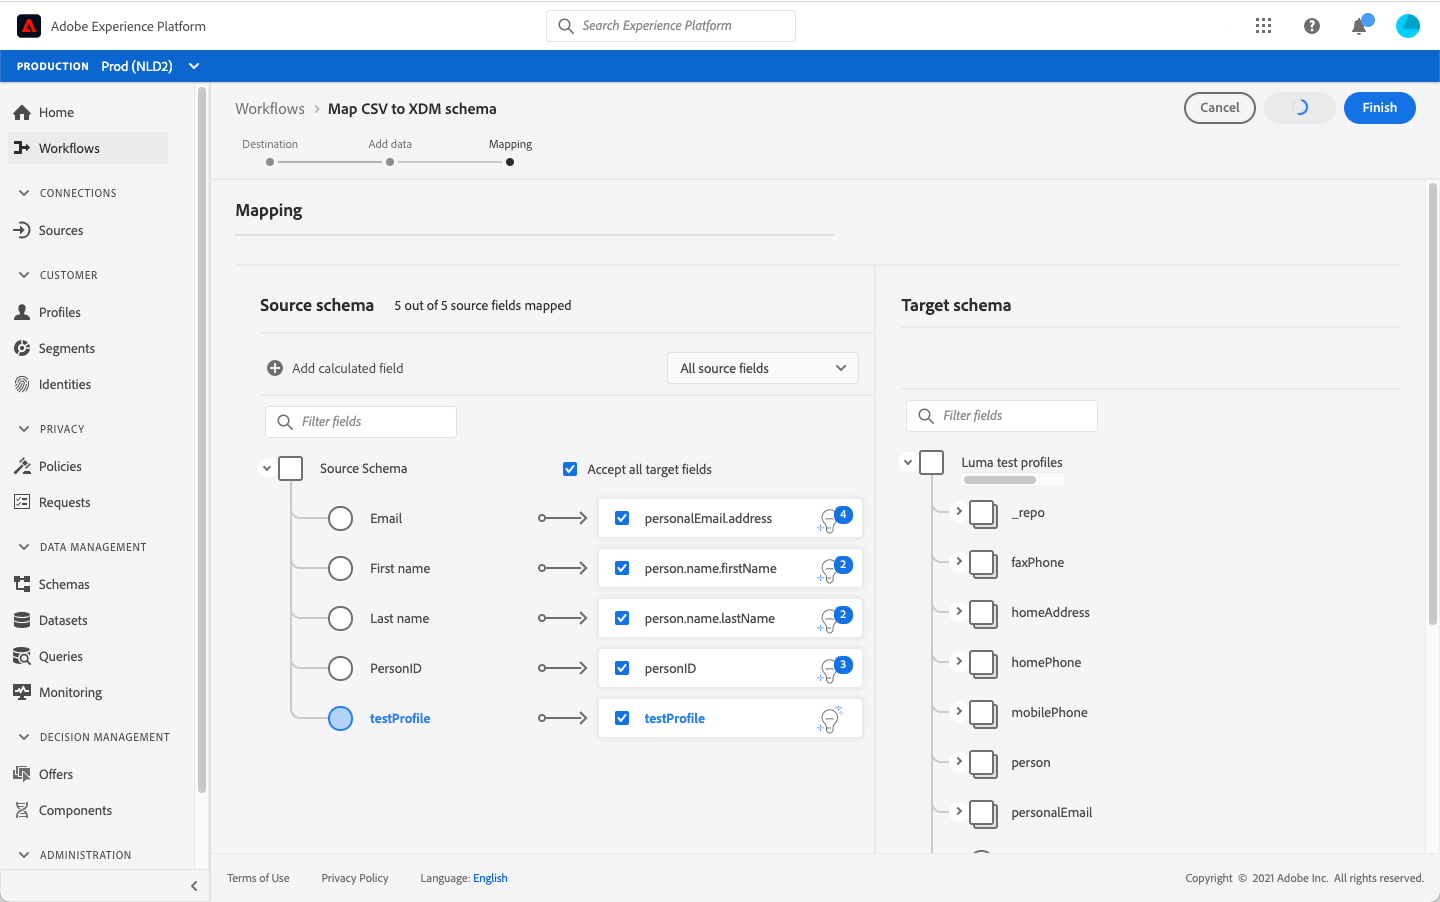 Adobe Experience Platform
Search Experience Platform
PRODUCTION Prod (NLD2)
Home
Workflows
CONNECTIONS
Sources
CUSTOMER
Profiles
Segments
Identities
PRIVACY
Policies
Requests
DATA MANAGEMENT
Schemas
Datasets
Queries
Monitoring
DECISION MANAGEMENT
Offers
Components
ADMINISTRATION
Workflows > Map CSV to XDM schema
Cancel
Finish
Destination Add data Mapping
Mapping
Source schema 5 out of 5 source fields mapped
Add calculated field All source fields
Filter fields
Source Schema Accept all target fields
Email personalEmail.address 4
First name person.name.firstName 2
Last name person.name.lastName 2
PersonID personID 3
testProfile testProfile
Target schema
Filter fields
Luma test profiles
_repo
faxPhone
homeAddress
homePhone
mobilePhone
person
personalEmail
Terms of Use Privacy Policy Language: English Copyright © 2021 Adobe Inc. All rights reserved.